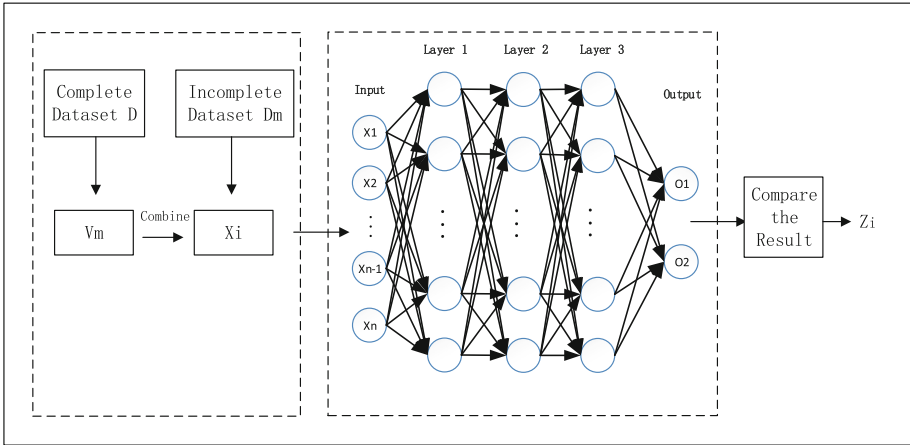 Complete
Dataset D
Incomplete
Dataset Dm
Vm
Combine
Xi
Input
Layer 1
Layer 2
Layer 3
Output
X1
X2
Xn-1
Xn
O1
O2
Compare
the
Result
Zi